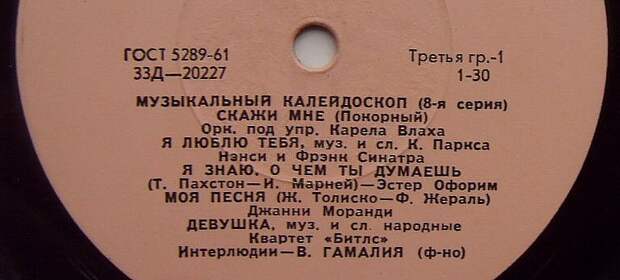 ГОСТ 5289-61
33Д—20227
Третья гр.-1
1-30
МУЗЫКАЛЬНЫЙ КАЛЕЙДОСКОП (8-я серия)
СКАЖИ МНЕ (Покорный)
Орк. под упр. Карела Влаха
Я ЛЮБЛЮ ТЕБЯ, муз. и сл. К. Паркса
Нэнси и Фрэнк Синатра
Я ЗНАЮ, О ЧЕМ ТЫ ДУМАЕШЬ
(Т. Пахстон—И. Марней)—Эстер Офорим
МОЯ ПЕСНЯ (Ж. Толиско—Ф. Жераль)
Джанни Моранди
ДЕВУШКА, муз. и сл. народные
Квартет «Битлс»
Интерлюдии—В. ГАМАЛИЯ (ф-но)